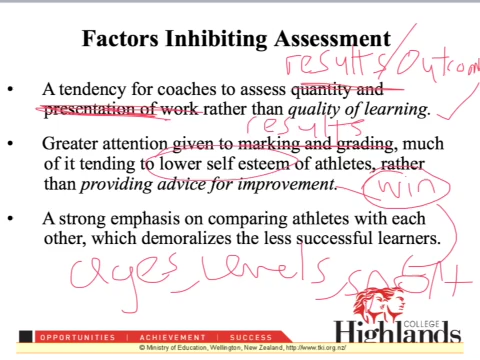 Factors Inhibiting Assessment
results/Outcom
• A tendency for coaches to assess quantity and
presentation of work rather than quality of learning.
results
• Greater attention given to marking and grading, much
of it tending to lower self esteem of athletes, rather
than providing advice for improvement.
win
• A strong emphasis on comparing athletes with each
other, which demoralizes the less successful learners.
ages, levels,
COLLEGE
Highlands
OPPORTUNITIES | ACHIEVEMENT | SUCCESS
© Ministry of Education, Wellington, New Zealand, http://www.tki.org.nz/